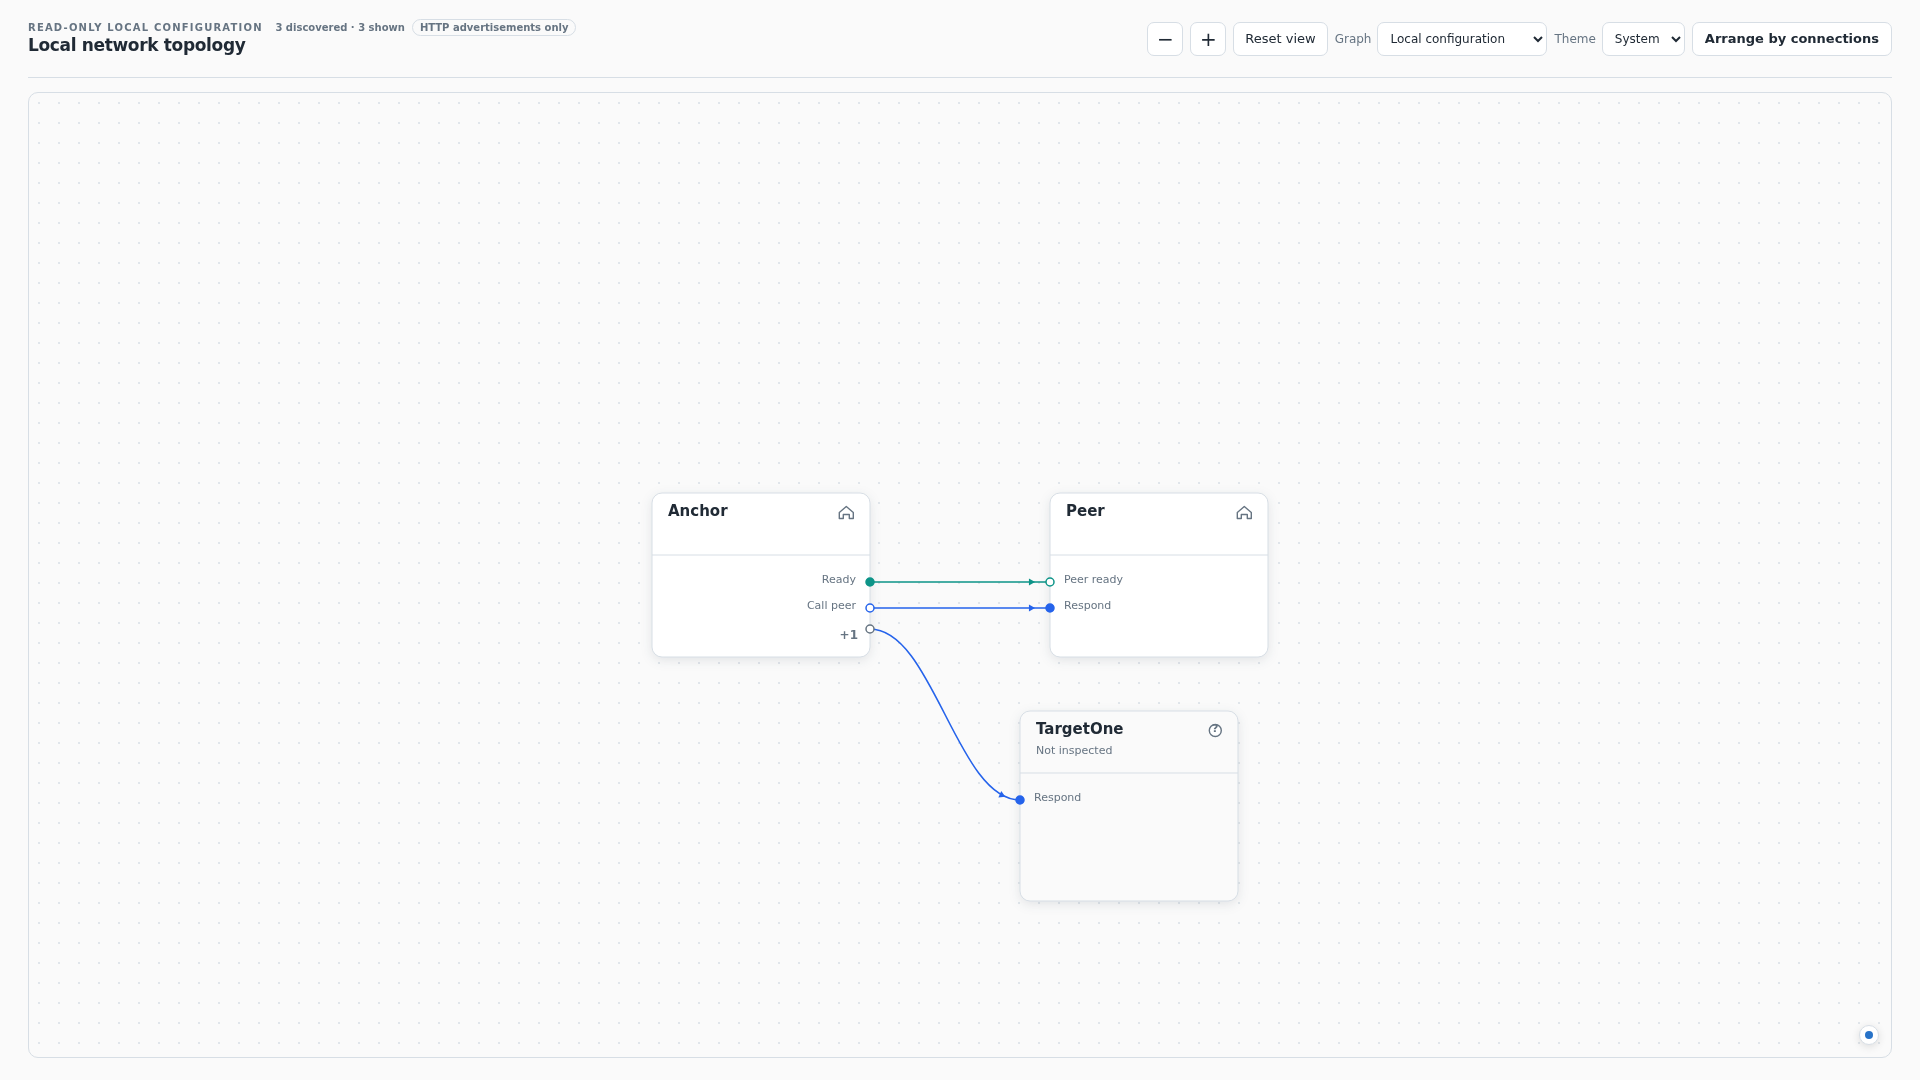 READ-ONLY LOCAL CONFIGURATION 3 discovered · 3 shown HTTP advertisements only
Local network topology
− + Reset view Graph Local configuration Theme System Arrange by connections
Anchor
Ready
Call peer
+1
Peer
Peer ready
Respond
TargetOne
?
Not inspected
Respond